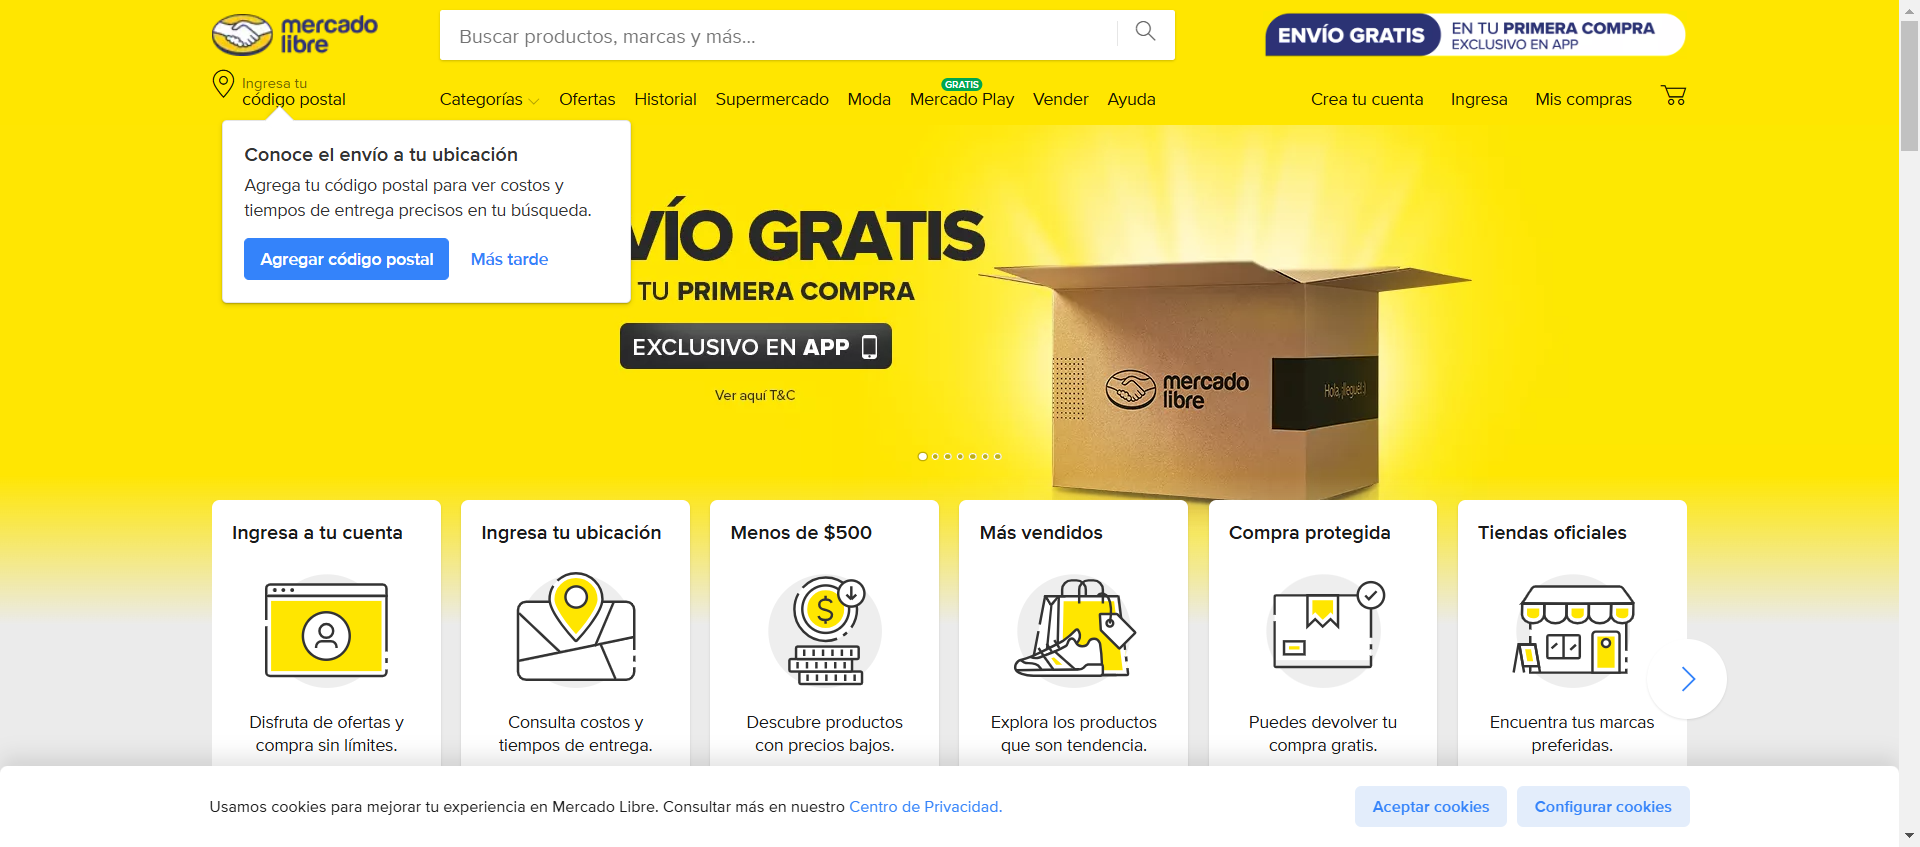 mercado
libre
Buscar productos, marcas y más...
ENVÍO GRATIS
EN TU PRIMERA COMPRA
EXCLUSIVO EN APP
Ingresa tu
código postal
Categorías
Ofertas
Historial
Supermercado
Moda
GRATIS
Mercado Play
Vender
Ayuda
Crea tu cuenta
Ingresa
Mis compras
Conoce el envío a tu ubicación
Agrega tu código postal para ver costos y
tiempos de entrega precisos en tu búsqueda.
Agregar código postal
Más tarde
VÍO GRATIS
TU PRIMERA COMPRA
EXCLUSIVO EN APP
Ver aquí T&C
mercado
libre
Hola, ¡llegué! :)
Ingresa a tu cuenta
Disfruta de ofertas y
compra sin límites.
Ingresa tu ubicación
Consulta costos y
tiempos de entrega.
Menos de $500
$
Descubre productos
con precios bajos.
Más vendidos
Explora los productos
que son tendencia.
Compra protegida
Puedes devolver tu
compra gratis.
Tiendas oficiales
Encuentra tus marcas
preferidas.
Usamos cookies para mejorar tu experiencia en Mercado Libre. Consultar más en nuestro Centro de Privacidad.
Aceptar cookies
Configurar cookies